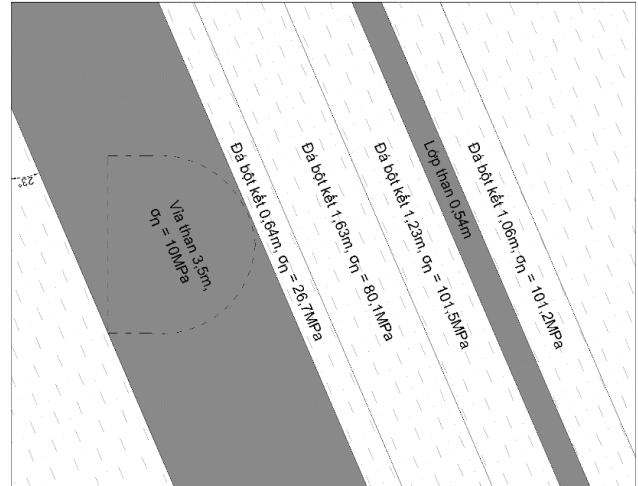 23°
Vỉa than 3,5m,
σn = 10MPa
Đá bột kết 0,64m, σn = 26,7MPa
Đá bột kết 1,63m, σn = 80,1MPa
Đá bột kết 1,23m, σn = 101,5MPa
Lớp than 0,54m
Đá bột kết 1,06m, σn = 101,2MPa